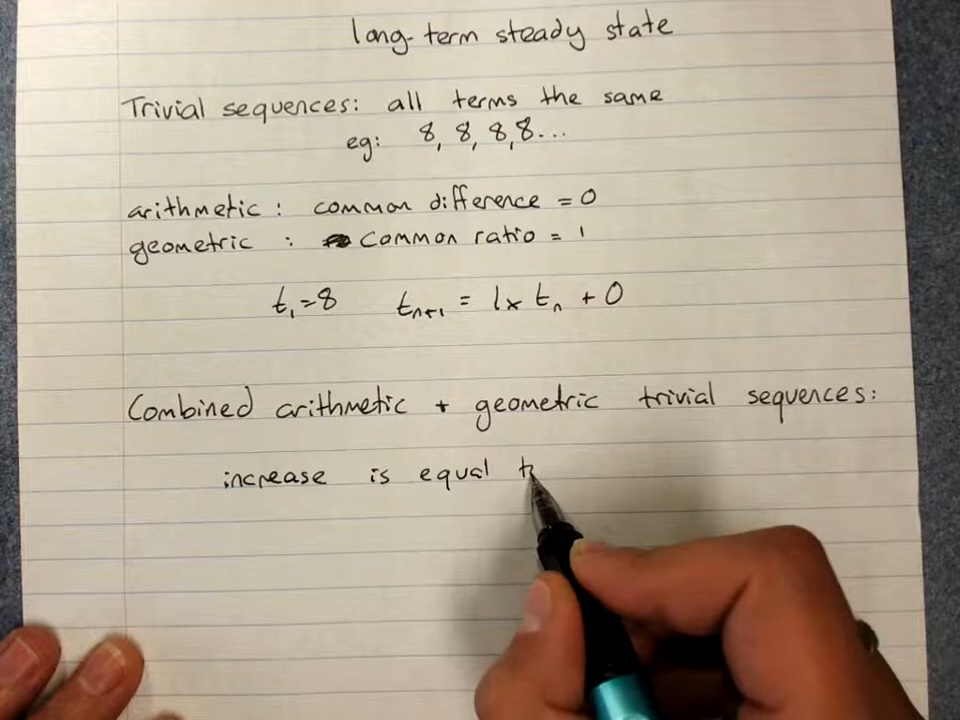 long-term steady state
Trivial sequences: all terms the same
eg: 8, 8, 8, 8...
arithmetic: common difference = 0
geometric: common ratio = 1
t₁=8 tₙ₊₁ = 1× tₙ + 0
Combined arithmetic + geometric trivial sequences:
increase is equal